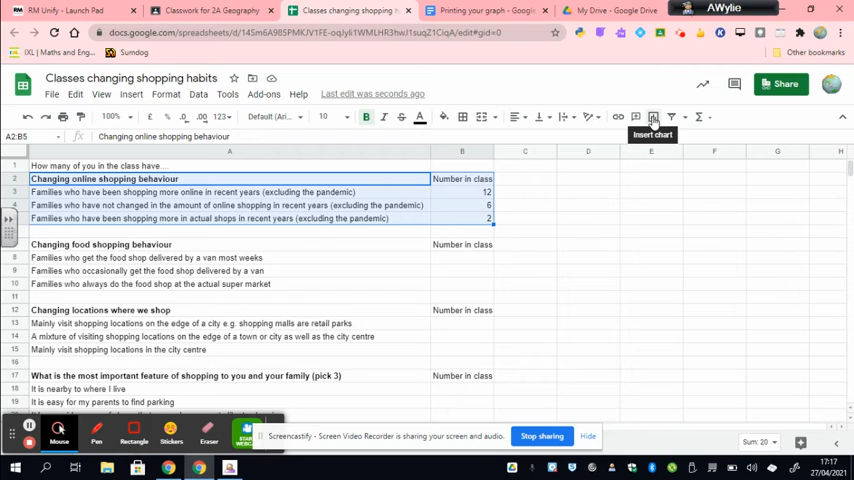 RM Unify - Launch Pad
Classwork for 2A Geography
Classes changing shopping h
Printing your graph - Google
My Drive - Google Drive
AWylie
docs.google.com/spreadsheets/d/14Sm6A985PMKJV1FE-oqJyli1WMLHR3wJ1suqZ1CiqA/edit#gid=0
IXL | Maths and Eng...
Sumdog
Other bookmarks
Classes changing shopping habits
File Edit View Insert Format Data Tools Add-ons Help
Last edit was seconds ago
Share
100% £ % .0 .00 123 Default (Ari... 10 B I S A
A2:B5 Changing online shopping behaviour
Insert chart
A B C D E F G H
1 How many of you in the class have....
2 Changing online shopping behaviour Number in class
3 Families who have been shopping more online in recent years (excluding the pandemic) 12
4 Families who have not changed in the amount of online shopping in recent years (excluding the pandemic) 6
5 Families who have been shopping more in actual shops in recent years (excluding the pandemic) 2
7 Changing food shopping behaviour Number in class
8 Families who get the food shop delivered by a van most weeks
9 Families who occasionally get the food shop delivered by a van
10 Families who always do the food shop at the actual super market
11
12 Changing locations where we shop Number in class
13 Mainly visit shopping locations on the edge of a city e.g. shopping malls are retail parks
14 A mixture of visiting shopping locations on the edge of a town or city as well as the city centre
15 Mainly visit shopping locations in the city centre
16
17 What is the most important feature of shopping to you and your family (pick 3) Number in class
18 It is nearby to where I live
19 It is easy for my parents to find parking
Mouse Pen Rectangle Stickers Eraser
Screencastify - Screen Video Recorder is sharing your screen and audio.
Stop sharing
Hide
Sum: 20
17:17
27/04/2021